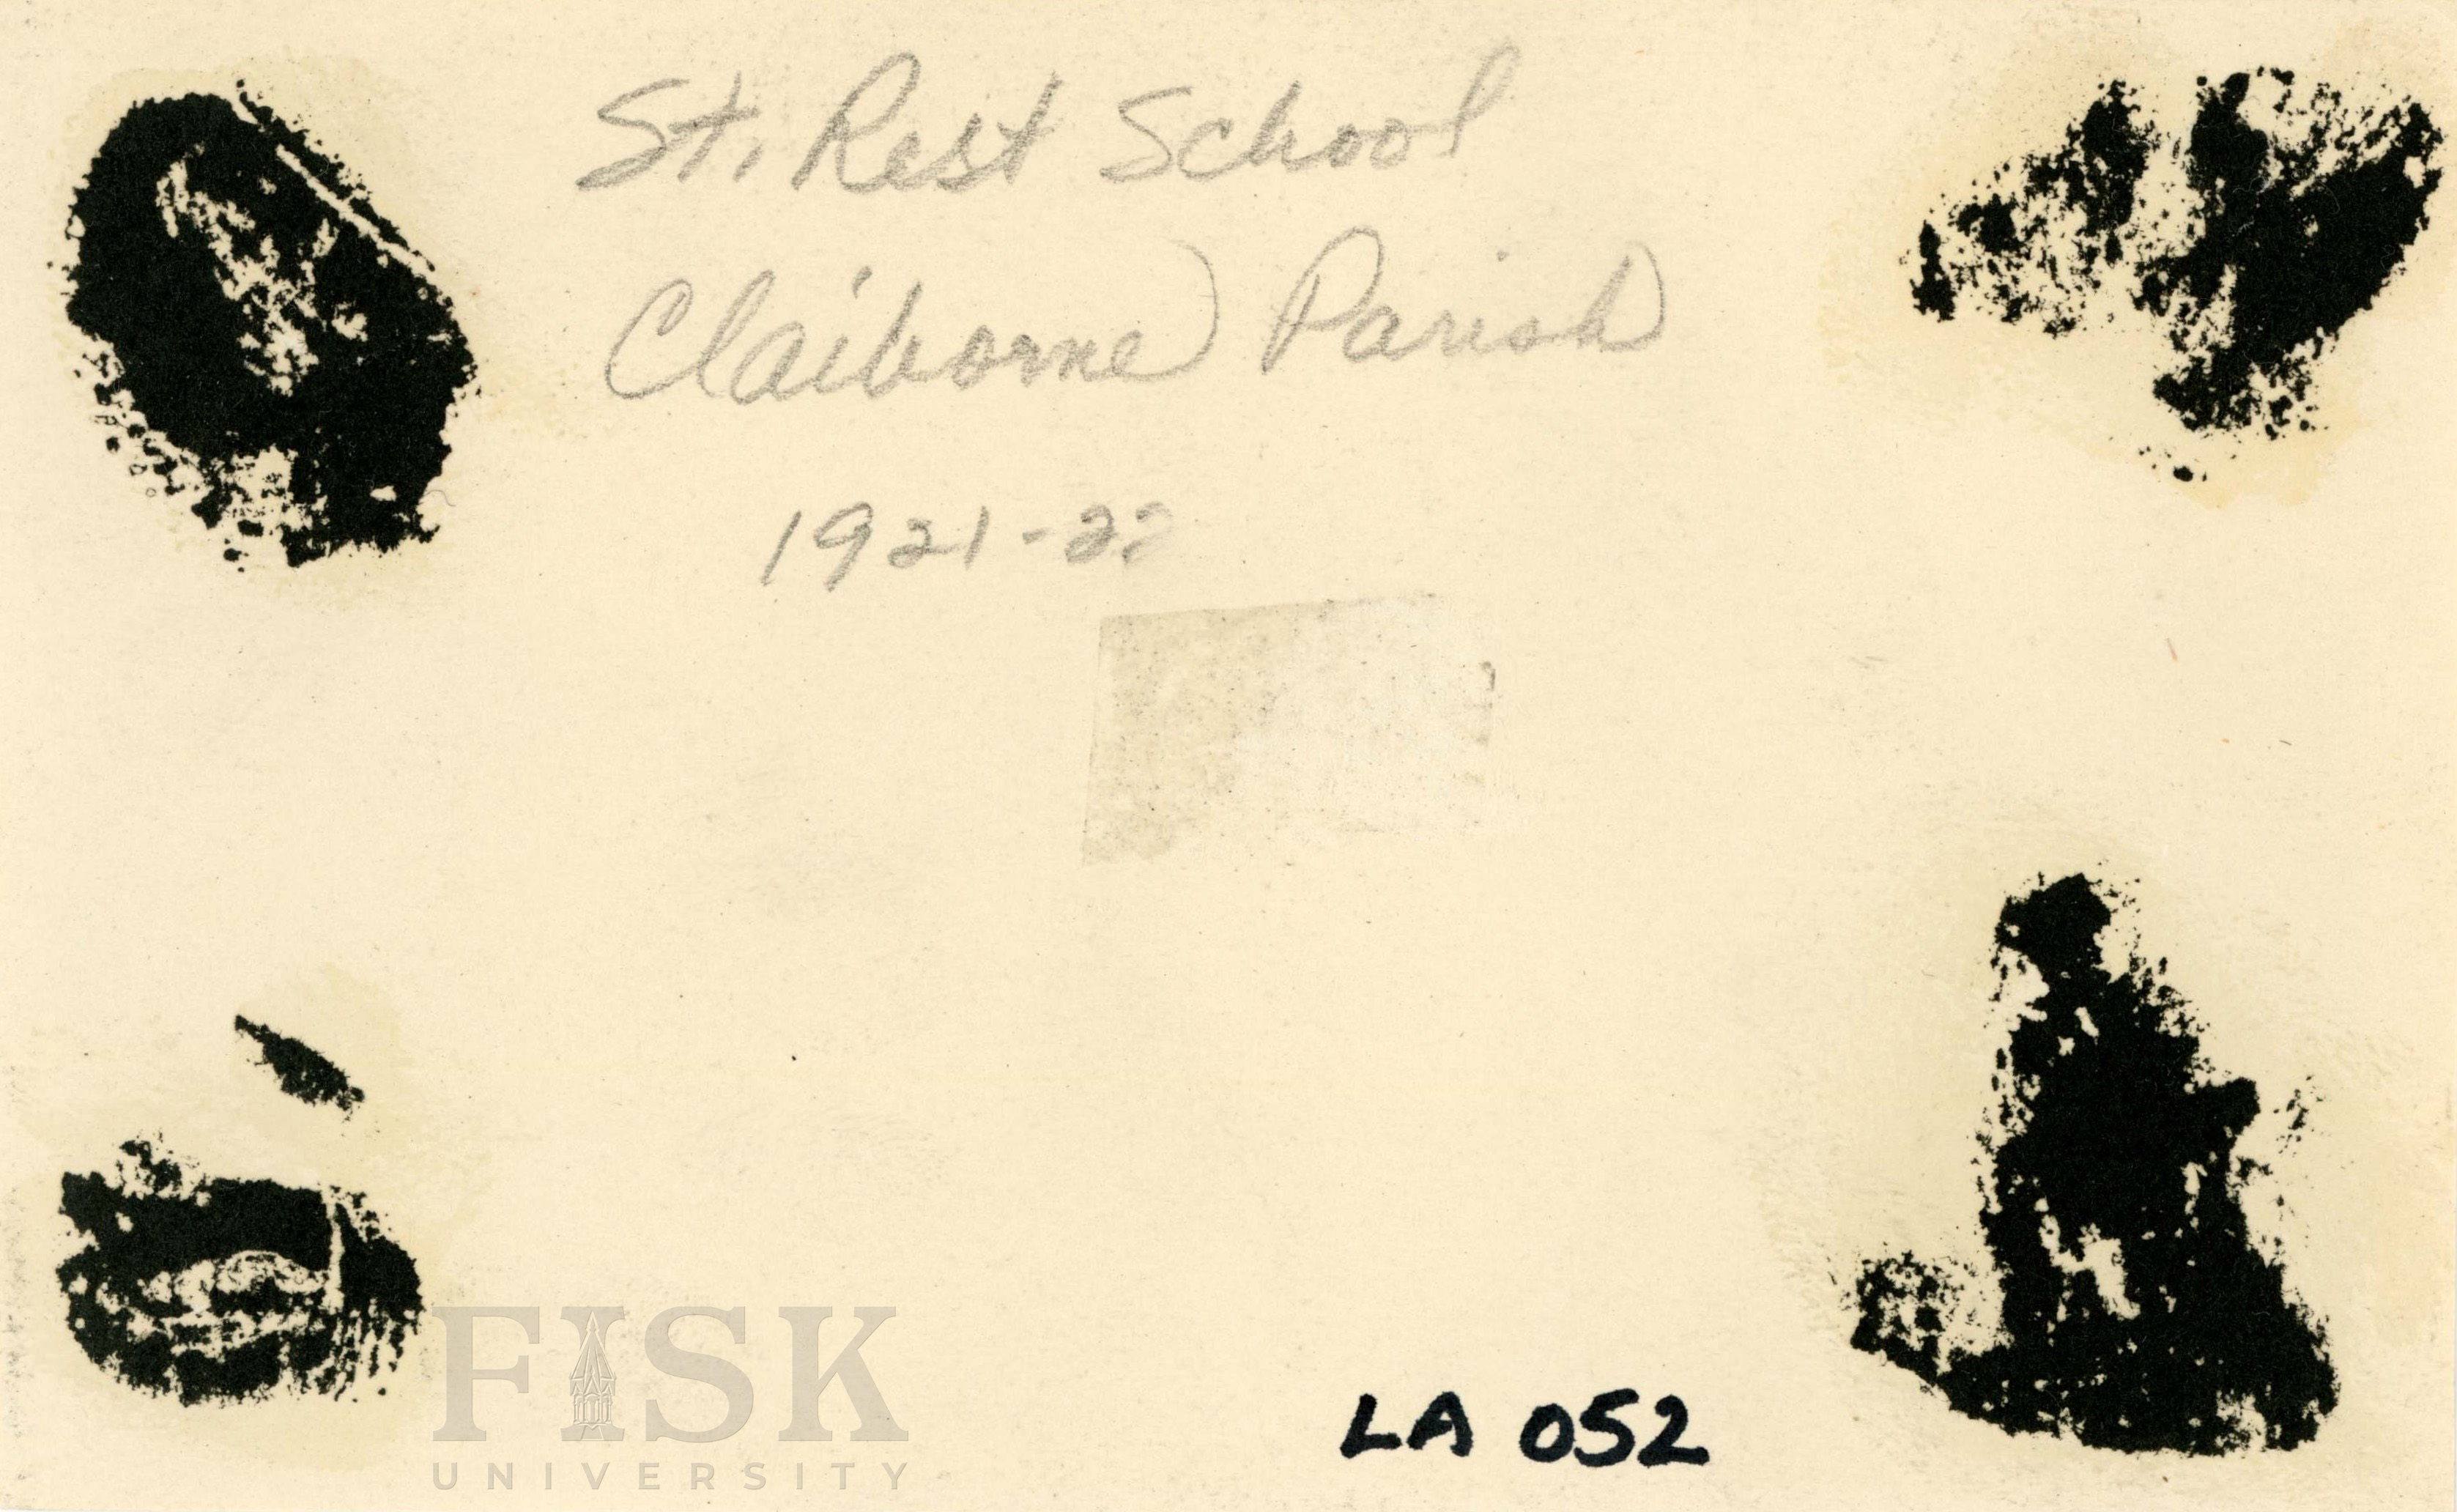 St. Rest School
Claiborne Parish
1921-22
LA 052
FISK
UNIVERSITY